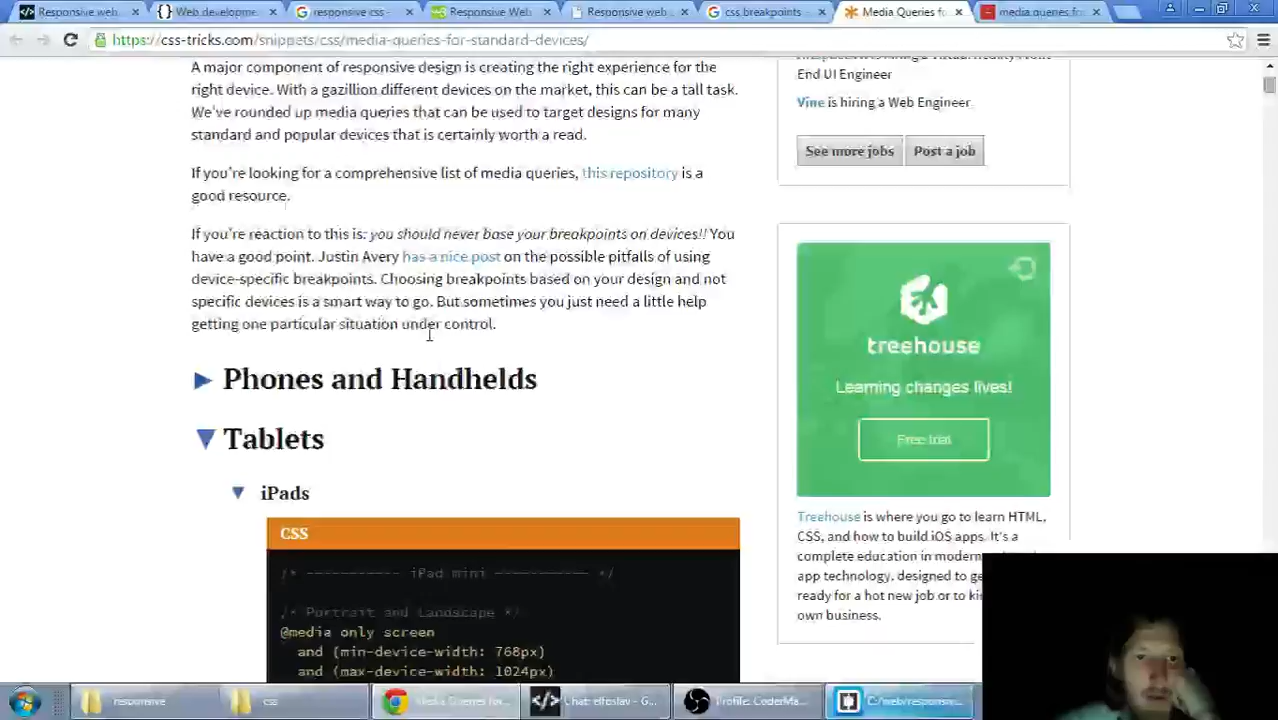 Responsive web
Web developme
responsive css -
Responsive Web
Responsive web
css breakpoints
Media Queries fo
media queries fo
https://css-tricks.com/snippets/css/media-queries-for-standard-devices/
A major component of responsive design is creating the right experience for the
right device. With a gazillion different devices on the market, this can be a tall task.
We've rounded up media queries that can be used to target designs for many
standard and popular devices that is certainly worth a read.
If you're looking for a comprehensive list of media queries, this repository is a
good resource.
If you're reaction to this is: you should never base your breakpoints on devices!! You
have a good point. Justin Avery has a nice post on the possible pitfalls of using
device-specific breakpoints. Choosing breakpoints based on your design and not
specific devices is a smart way to go. But sometimes you just need a little help
getting one particular situation under control.
Phones and Handhelds
Tablets
iPads
CSS
/* ----------- iPad mini ----------- */
/* Portrait and Landscape */
@media only screen
and (min-device-width: 768px)
and (max-device-width: 1024px)
End UI Engineer
Vine is hiring a Web Engineer
See more jobs
Post a job
treehouse
Learning changes lives!
Free trial
Treehouse is where you go to learn HTML,
CSS, and how to build iOS apps. It's a
complete education in modern
app technology, designed to ge
ready for a hot new job or to ki
own business.
responsive
css
Media Queries for
Chat: elfoslav - G...
Profile: CoderMa...
C:/web/responsiv...